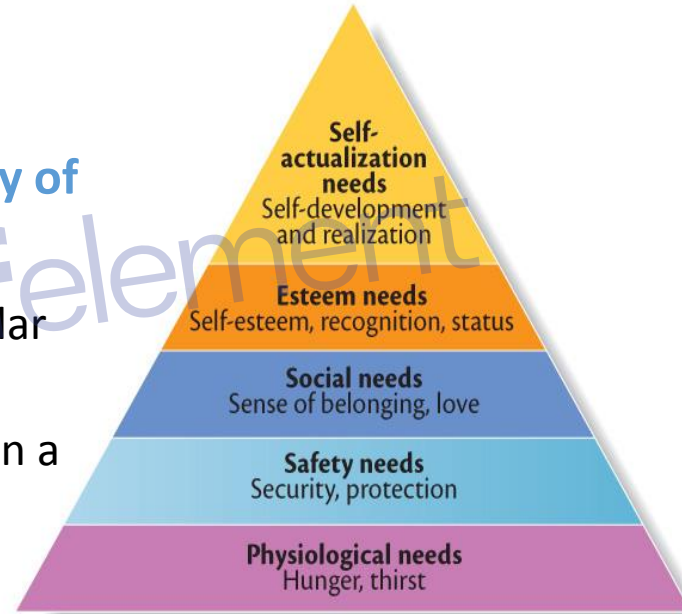 Self-
actualization
needs
Self-development
and realization
Esteem needs
Self-esteem, recognition, status
Social needs
Sense of belonging, love
Safety needs
Security, protection
Physiological needs
Hunger, thirst
y of
lar
n a
element